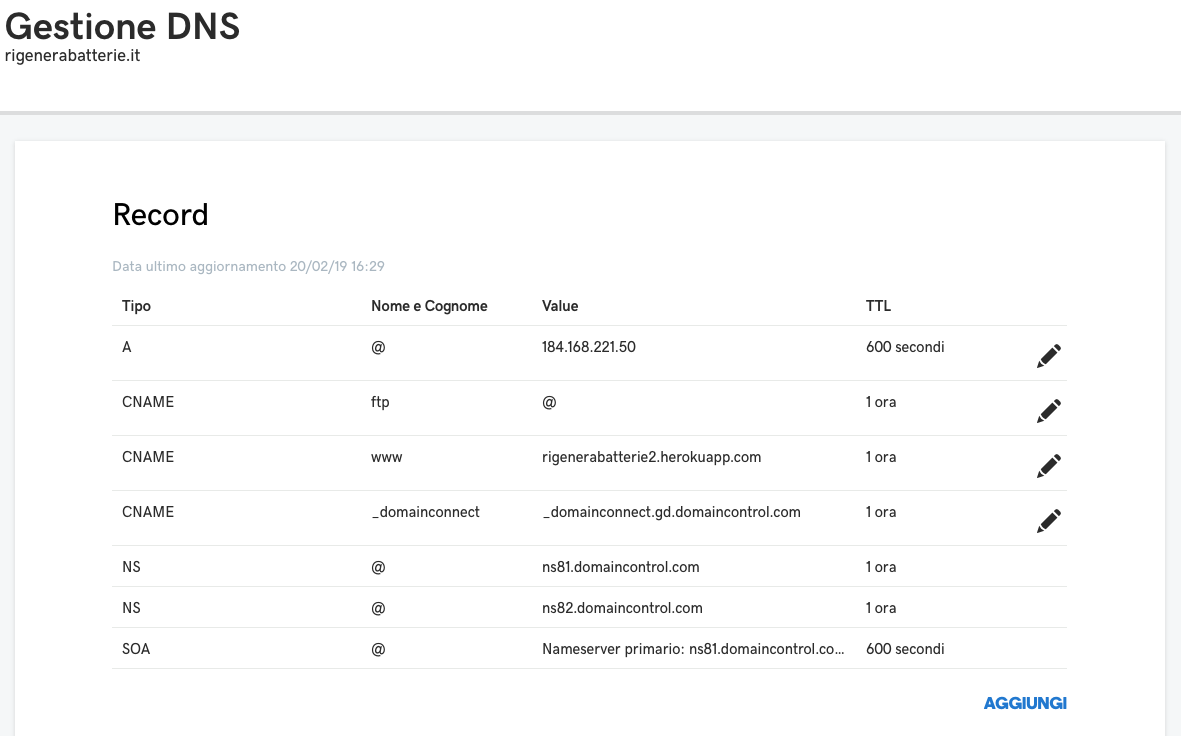 Gestione DNS
rigenerabatterie.it
Record
Data ultimo aggiornamento 20/02/19 16:29
Tipo Nome e Cognome Value TTL
A @ 184.168.221.50 600 secondi
CNAME ftp @ 1 ora
CNAME www rigenerabatterie2.herokuapp.com 1 ora
CNAME _domainconnect _domainconnect.gd.domaincontrol.com 1 ora
NS @ ns81.domaincontrol.com 1 ora
NS @ ns82.domaincontrol.com 1 ora
SOA @ Nameserver primario: ns81.domaincontrol.co... 600 secondi
AGGIUNGI